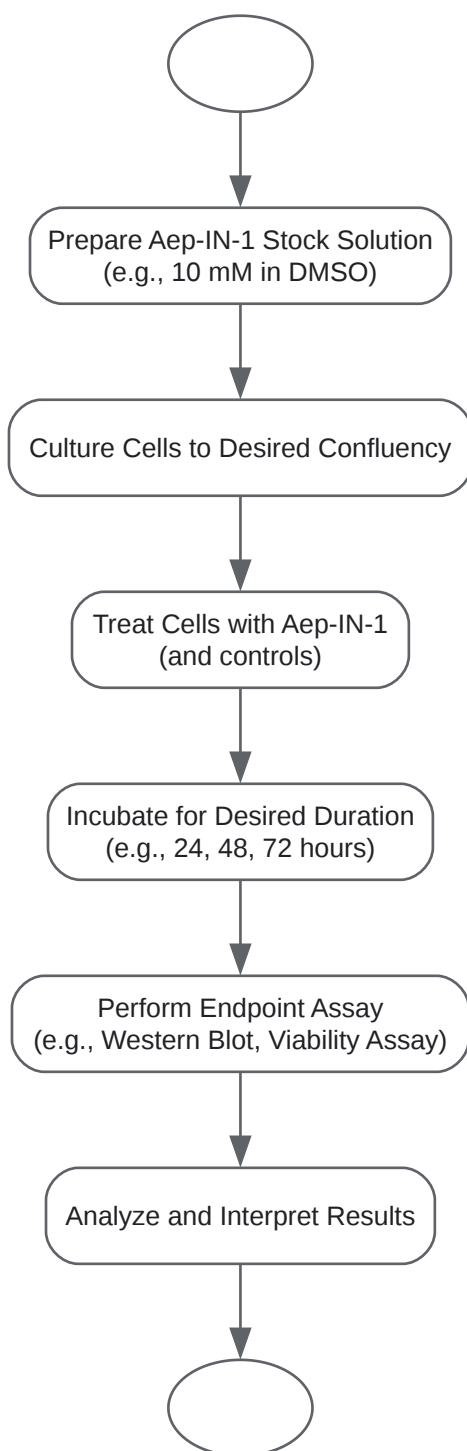 Prepare Aep-IN-1 Stock Solution
(e.g., 10 mM in DMSO)
Culture Cells to Desired Confluency
Treat Cells with Aep-IN-1
(and controls)
Incubate for Desired Duration
(e.g., 24, 48, 72 hours)
Perform Endpoint Assay
(e.g., Western Blot, Viability Assay)
Analyze and Interpret Results